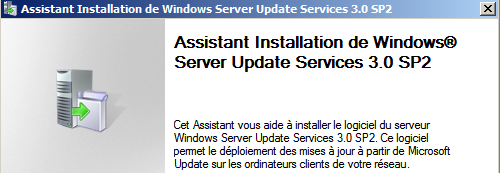 Assistant Installation de Windows Server Update Services 3.0 SP2
Assistant Installation de Windows®
Server Update Services 3.0 SP2
Cet Assistant vous aide à installer le logiciel du serveur
Windows Server Update Services 3.0 SP2. Ce logiciel
permet le déploiement des mises à jour à partir de Microsoft
Update sur les ordinateurs clients de votre réseau.